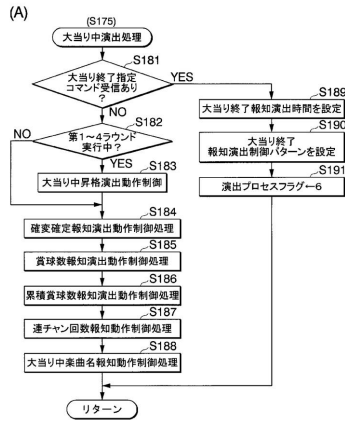 (A)
(S175)
大当り中演出処理
S181
大当り終了指定
コマンド受信あり
?
YES
NO
S182
第1～4ラウンド
実行中?
NO
YES
S183
大当り中昇格演出動作制御
S184
確変確定報知演出動作制御処理
S185
賞球数報知演出動作制御処理
S186
累積賞球数報知演出動作制御処理
S187
連チャン回数報知動作制御処理
S188
大当り中楽曲名報知動作制御処理
S189
大当り終了報知演出時間を設定
S190
大当り終了
報知演出制御パターンを設定
S191
演出プロセスフラグ←6
リターン